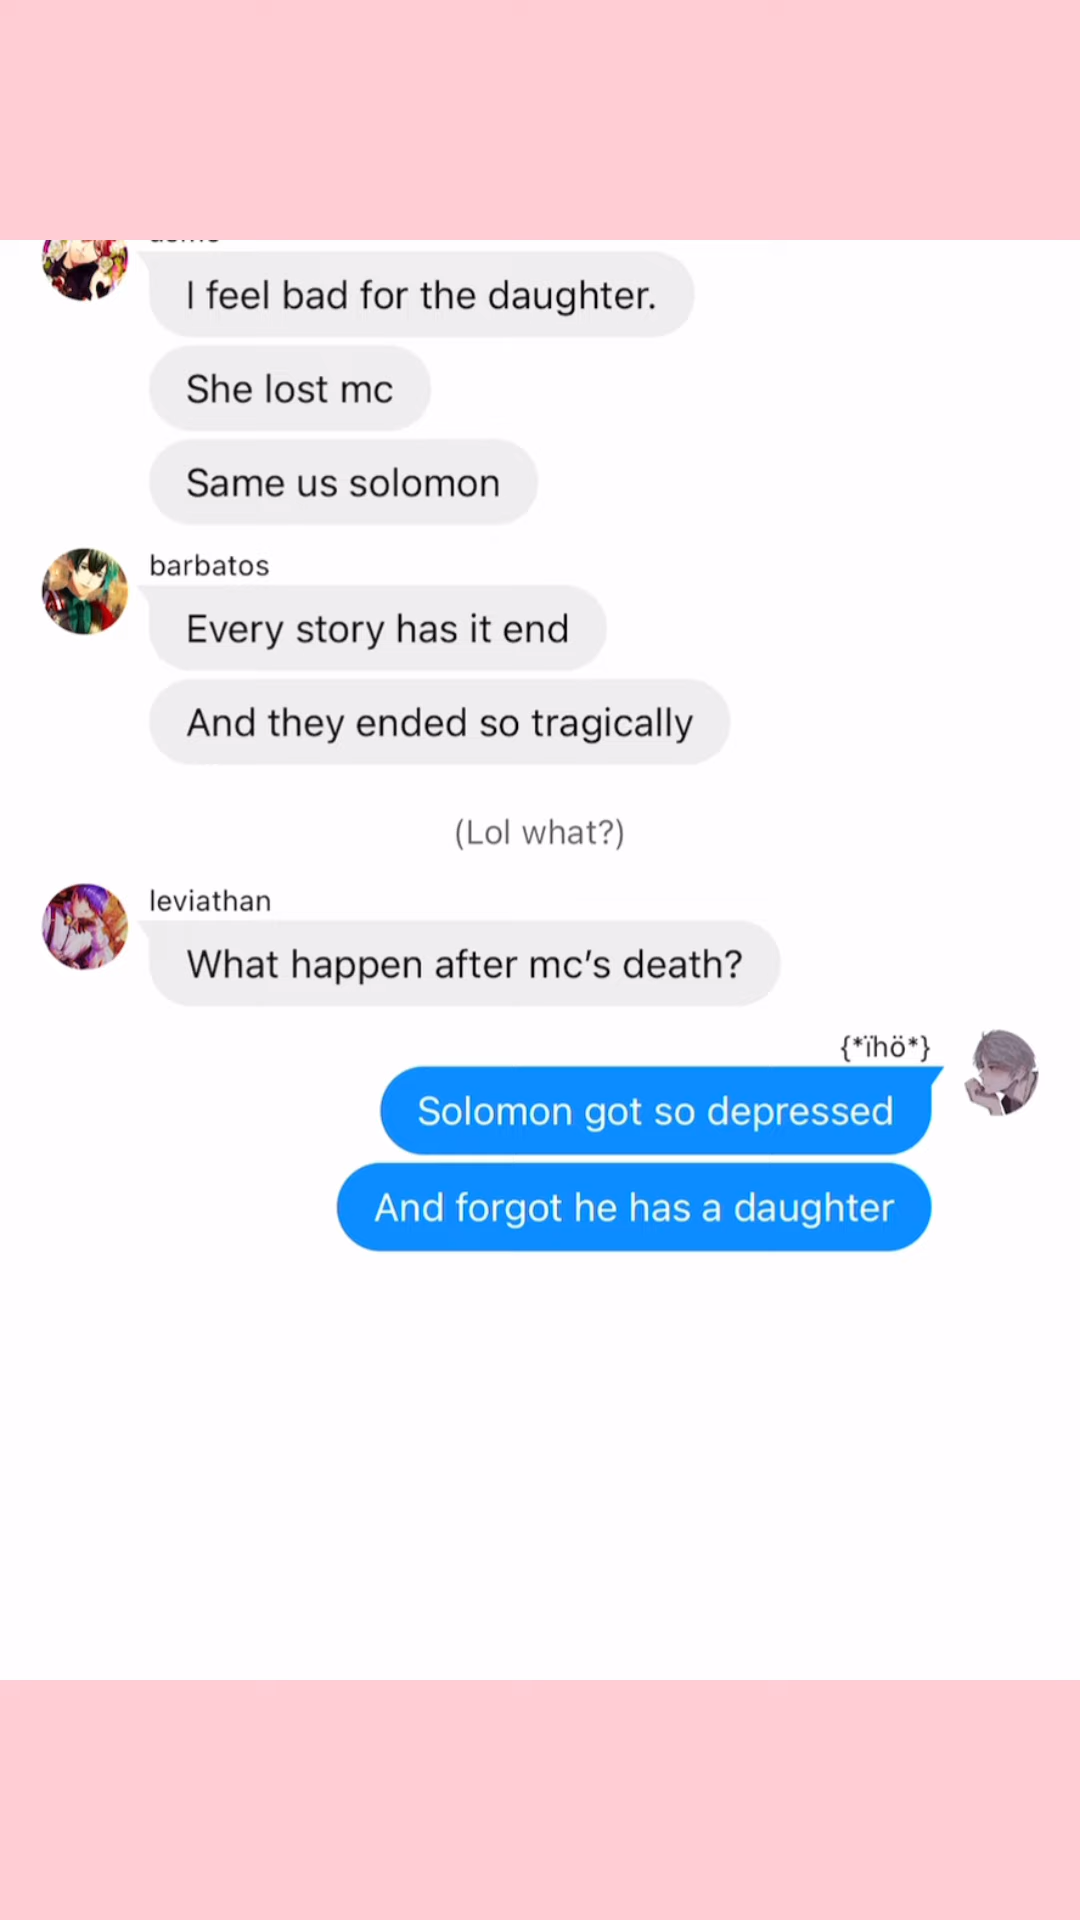 I feel bad for the daughter.
She lost mc
Same us solomon
barbatos
Every story has it end
And they ended so tragically
(Lol what?)
leviathan
What happen after mc's death?
{*ïhö*}
Solomon got so depressed
And forgot he has a daughter